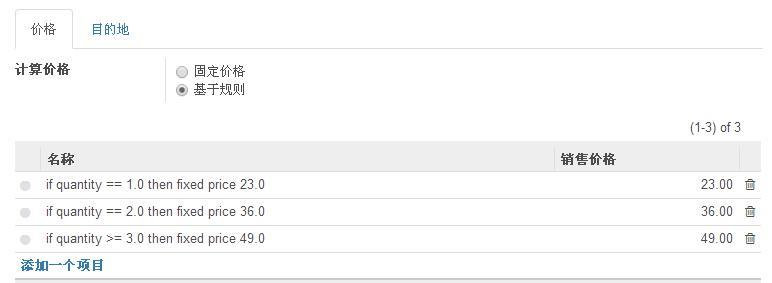 价格 目的地
计算价格
固定价格
基于规则
(1-3) of 3
名称 销售价格
if quantity == 1.0 then fixed price 23.0 23.00
if quantity == 2.0 then fixed price 36.0 36.00
if quantity >= 3.0 then fixed price 49.0 49.00
添加一个项目